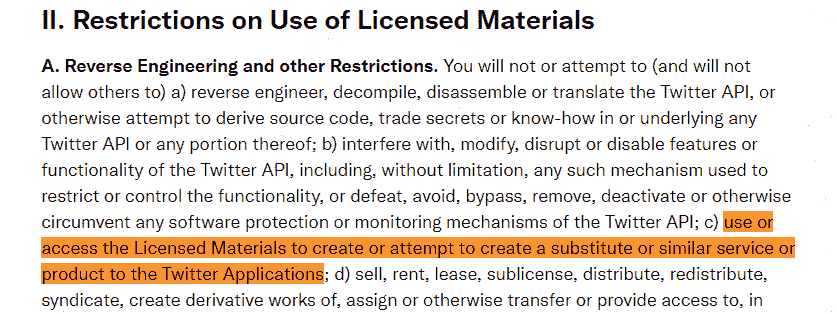 II. Restrictions on Use of Licensed Materials
A. Reverse Engineering and other Restrictions. You will not or attempt to (and will not
allow others to) a) reverse engineer, decompile, disassemble or translate the Twitter API, or
otherwise attempt to derive source code, trade secrets or know-how in or underlying any
Twitter API or any portion thereof; b) interfere with, modify, disrupt or disable features or
functionality of the Twitter API, including, without limitation, any such mechanism used to
restrict or control the functionality, or defeat, avoid, bypass, remove, deactivate or otherwise
circumvent any software protection or monitoring mechanisms of the Twitter API; c) use or
access the Licensed Materials to create or attempt to create a substitute or similar service or
product to the Twitter Applications; d) sell, rent, lease, sublicense, distribute, redistribute,
syndicate, create derivative works of, assign or otherwise transfer or provide access to, in